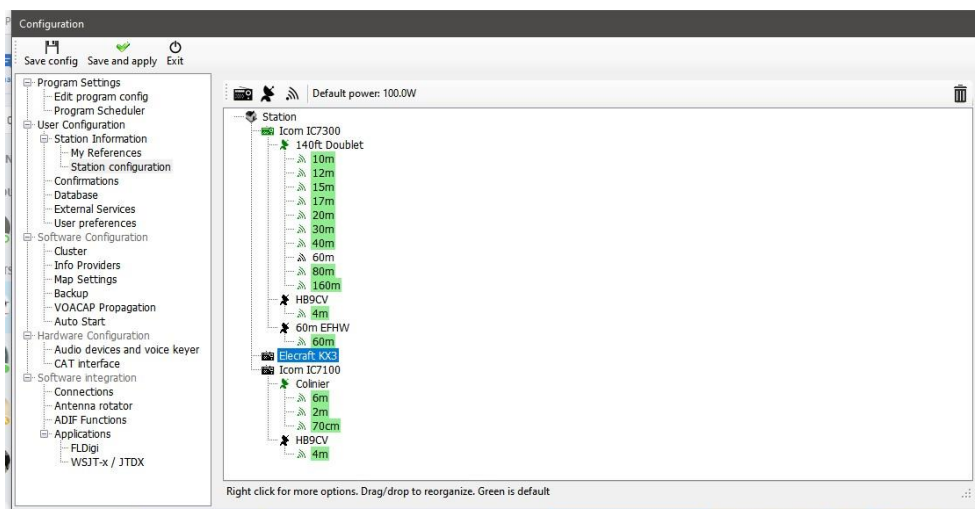 Configuration
Save config Save and apply Exit
Program Settings
Edit program config
Program Scheduler
User Configuration
Station Information
My References
Station configuration
Confirmations
Database
External Services
User preferences
Software Configuration
Cluster
Info Providers
Map Settings
Backup
VOACAP Propagation
Auto Start
Hardware Configuration
Audio devices and voice keyer
CAT interface
Software integration
Connections
Antenna rotator
ADIF Functions
Applications
FLDigi
WSJT-x / JTDX
Default power: 100.0W
Station
Icom IC7300
140ft Doublet
10m
12m
15m
17m
20m
30m
40m
60m
80m
160m
HB9CV
4m
60m EFHW
60m
Elecraft KX3
Icom IC7100
Colinier
6m
2m
70cm
HB9CV
4m
Right click for more options. Drag/drop to reorganize. Green is default